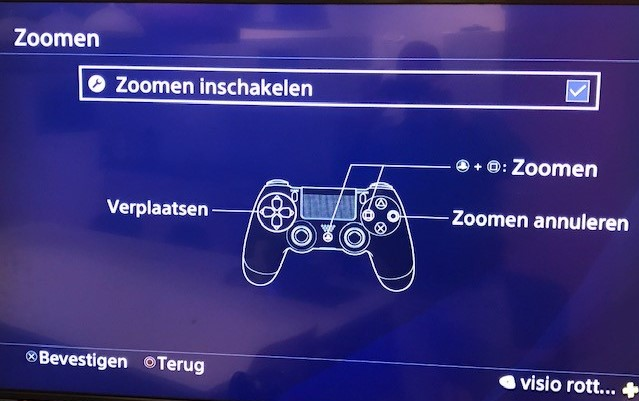 Zoomen
Zoomen inschakelen
+ : Zoomen
Verplaatsen
Zoomen annuleren
Bevestigen Terug
visio rott...